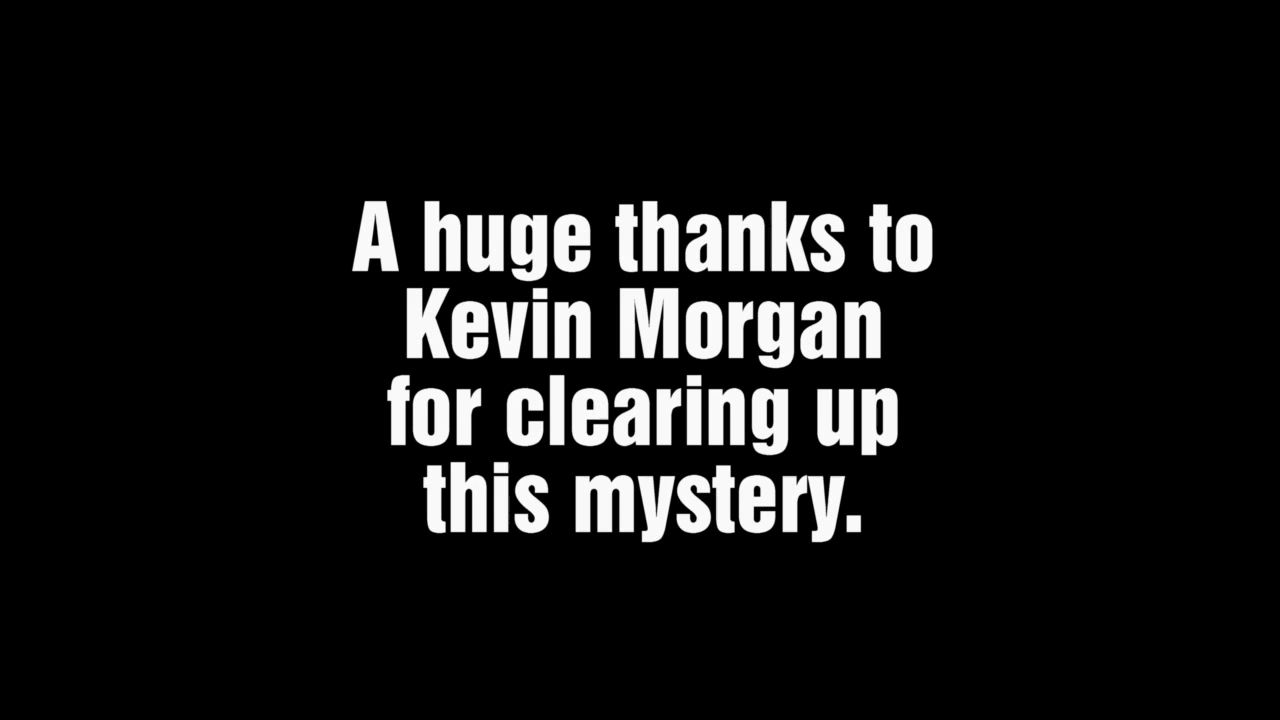 A huge thanks to
Kevin Morgan
for clearing up
this mystery.